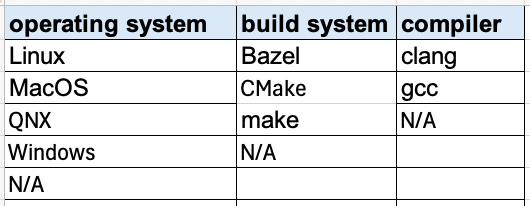 operating system build system compiler
Linux Bazel clang
MacOS CMake gcc
QNX make N/A
Windows N/A
N/A